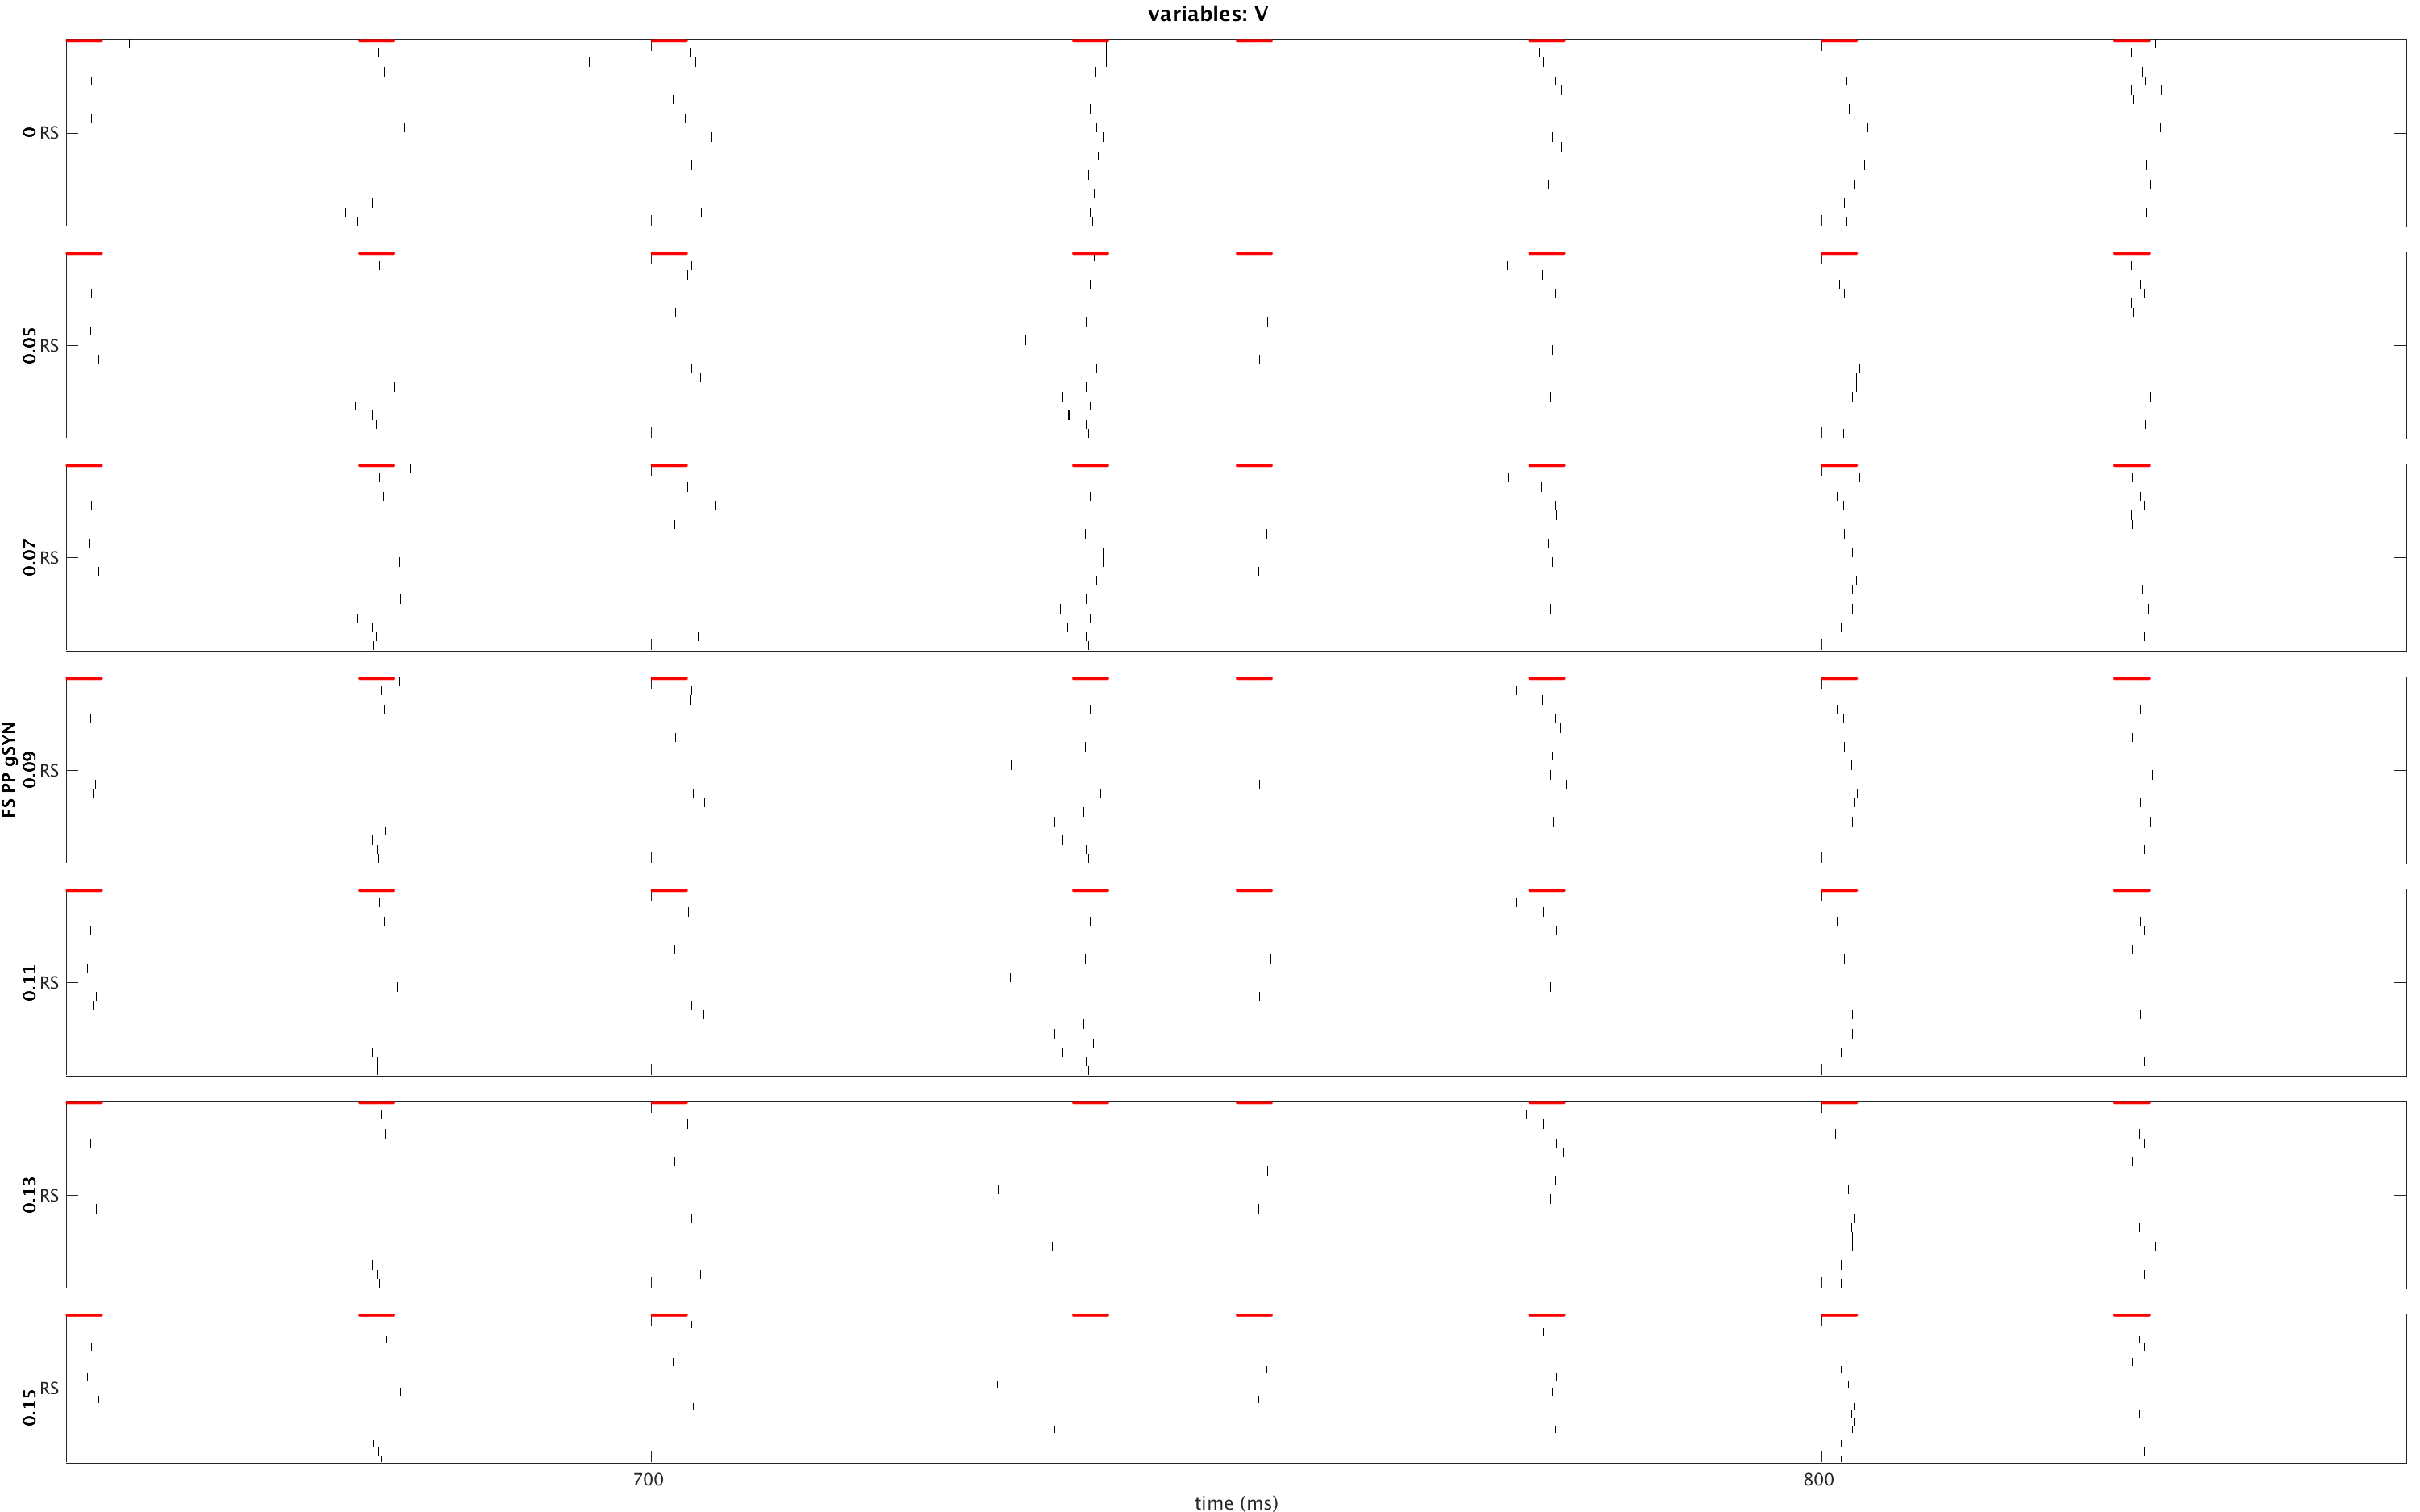 variables: V
FS PP gSYN
0
RS
0.05
RS
0.07
RS
0.09
RS
0.11
RS
0.13
RS
0.15
RS
700
800
time (ms)